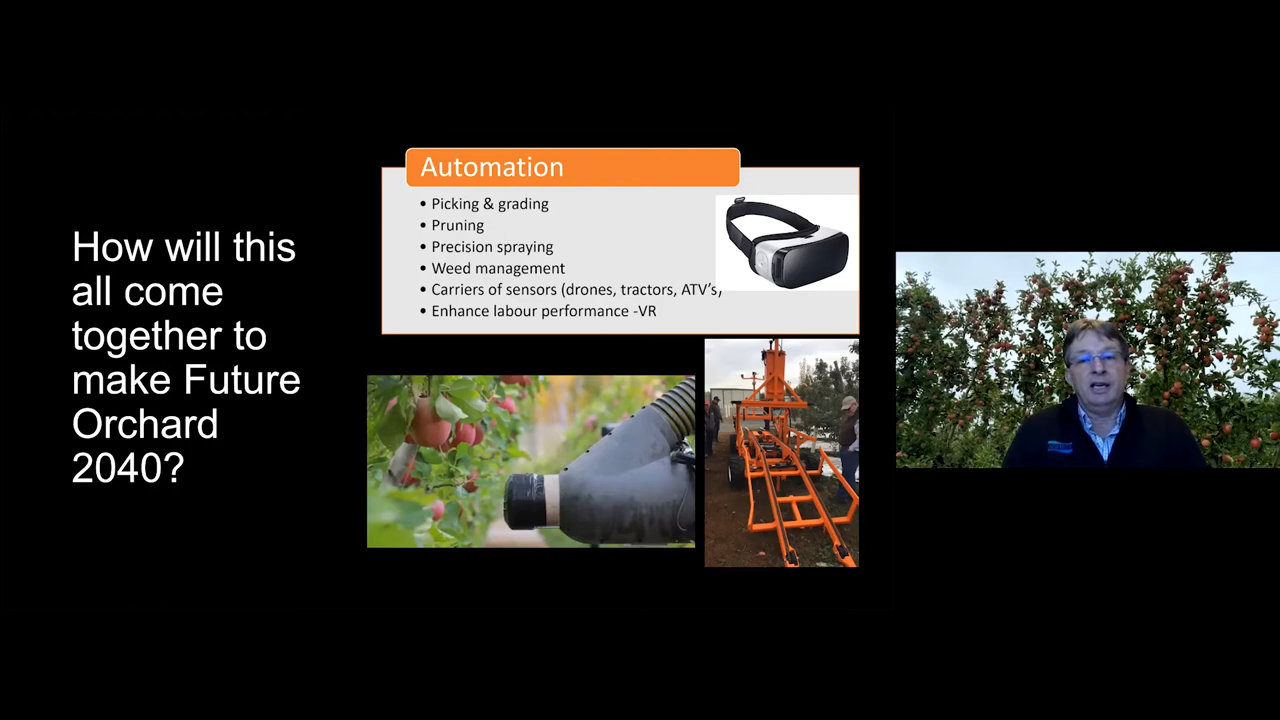 How will this
all come
together to
make Future
Orchard
2040?
Automation
• Picking & grading
• Pruning
• Precision spraying
• Weed management
• Carriers of sensors (drones, tractors, ATV's)
• Enhance labour performance -VR